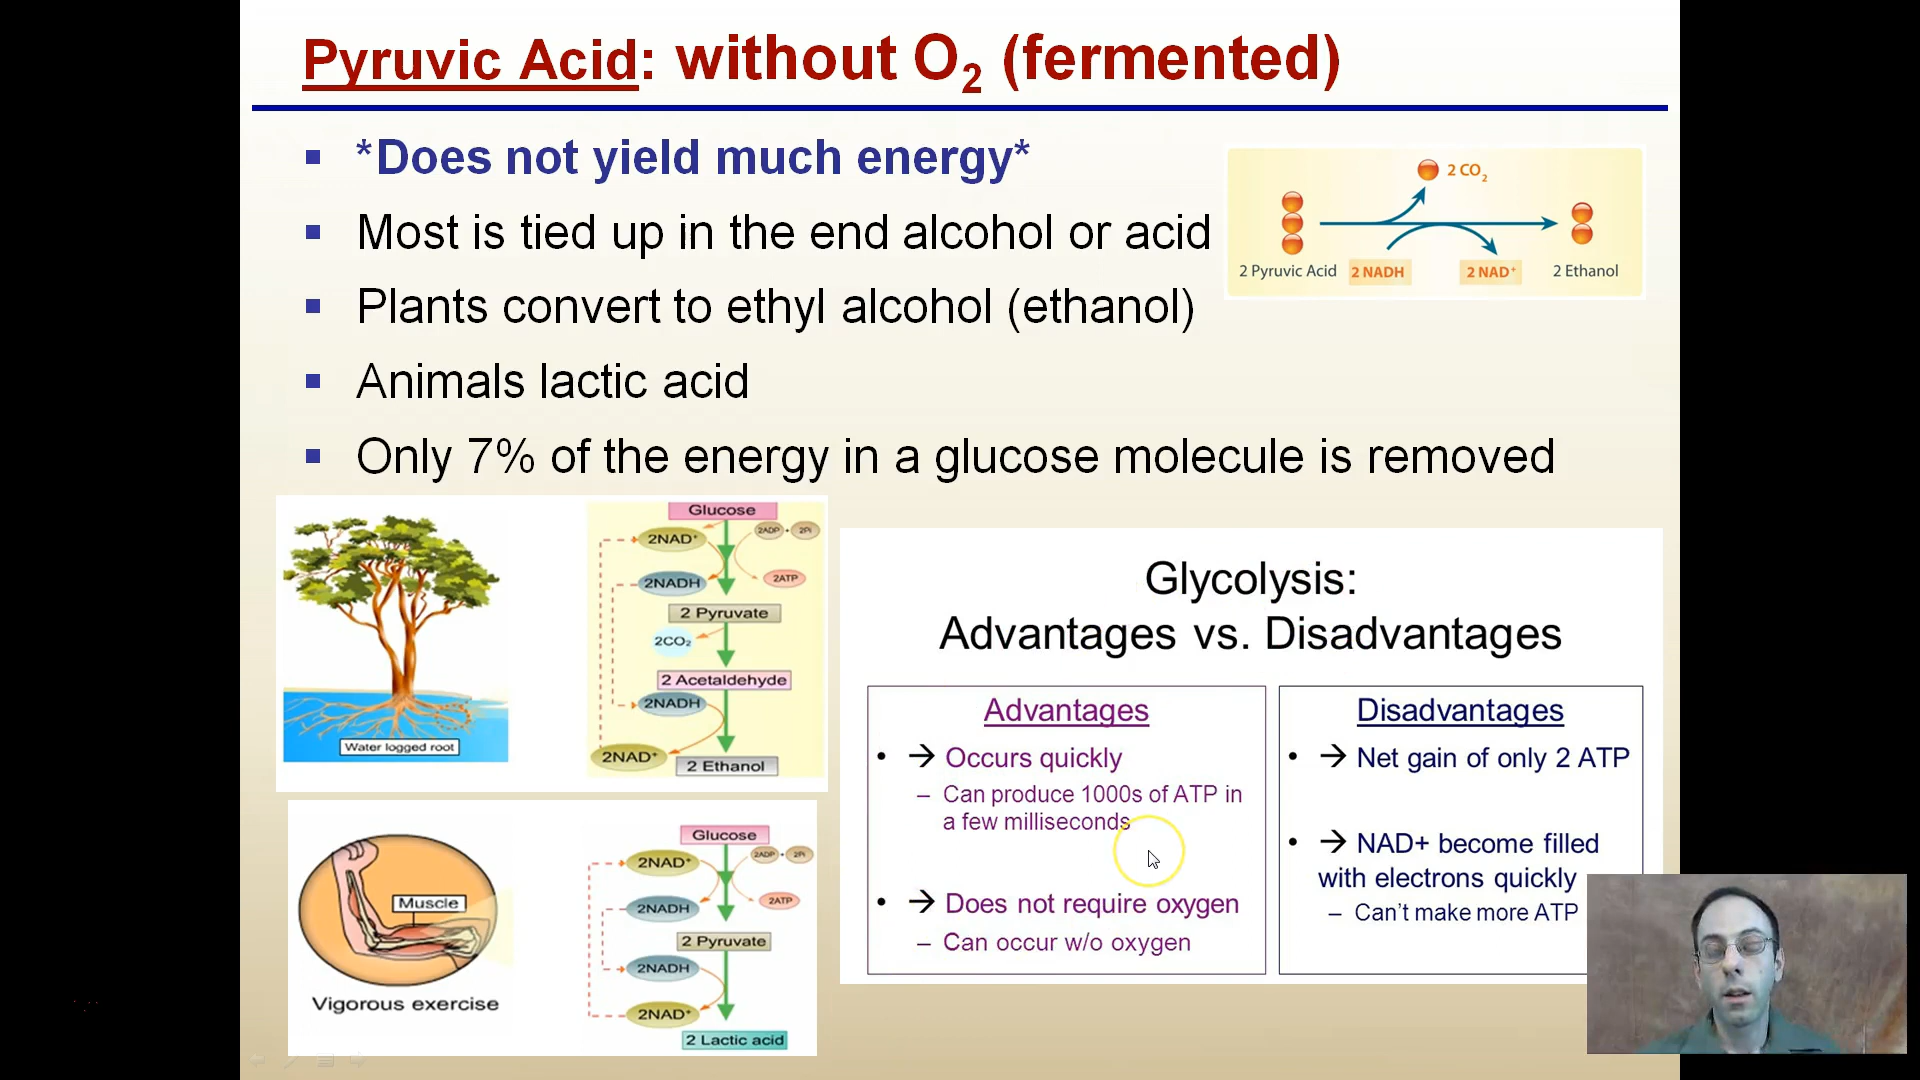 Pyruvic Acid: without O₂ (fermented)
▪ *Does not yield much energy*
▪ Most is tied up in the end alcohol or acid
▪ Plants convert to ethyl alcohol (ethanol)
▪ Animals lactic acid
▪ Only 7% of the energy in a glucose molecule is removed
2 CO₂
2 Pyruvic Acid 2 NADH 2 NAD⁺ 2 Ethanol
Water logged root
Glucose
2NAD⁺ 2ADP + 2Pi
2NADH 2ATP
2 Pyruvate
2CO₂
2 Acetaldehyde
2NADH
2NAD⁺ 2 Ethanol
Muscle
Vigorous exercise
Glucose
2NAD⁺ 2ADP + 2Pi
2NADH 2ATP
2 Pyruvate
2NADH
2NAD⁺
2 Lactic acid
Glycolysis:
Advantages vs. Disadvantages
Advantages
• → Occurs quickly
– Can produce 1000s of ATP in
a few milliseconds
• → Does not require oxygen
– Can occur w/o oxygen
Disadvantages
• → Net gain of only 2 ATP
• → NAD+ become filled
with electrons quickly
– Can't make more ATP